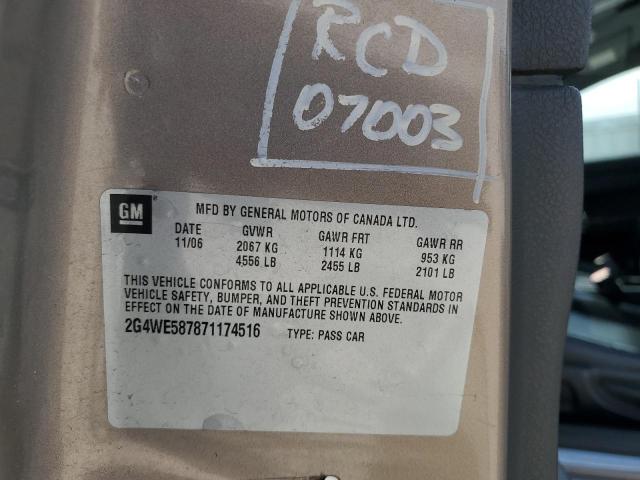 RCD
07003
GM
MFD BY GENERAL MOTORS OF CANADA LTD.
DATE GVWR GAWR FRT GAWR RR
11/06 2067 KG 1114 KG 953 KG
4556 LB 2455 LB 2101 LB
THIS VEHICLE CONFORMS TO ALL APPLICABLE U.S. FEDERAL MOTOR
VEHICLE SAFETY, BUMPER, AND THEFT PREVENTION STANDARDS IN
EFFECT ON THE DATE OF MANUFACTURE SHOWN ABOVE.
2G4WE587871174516 TYPE: PASS CAR